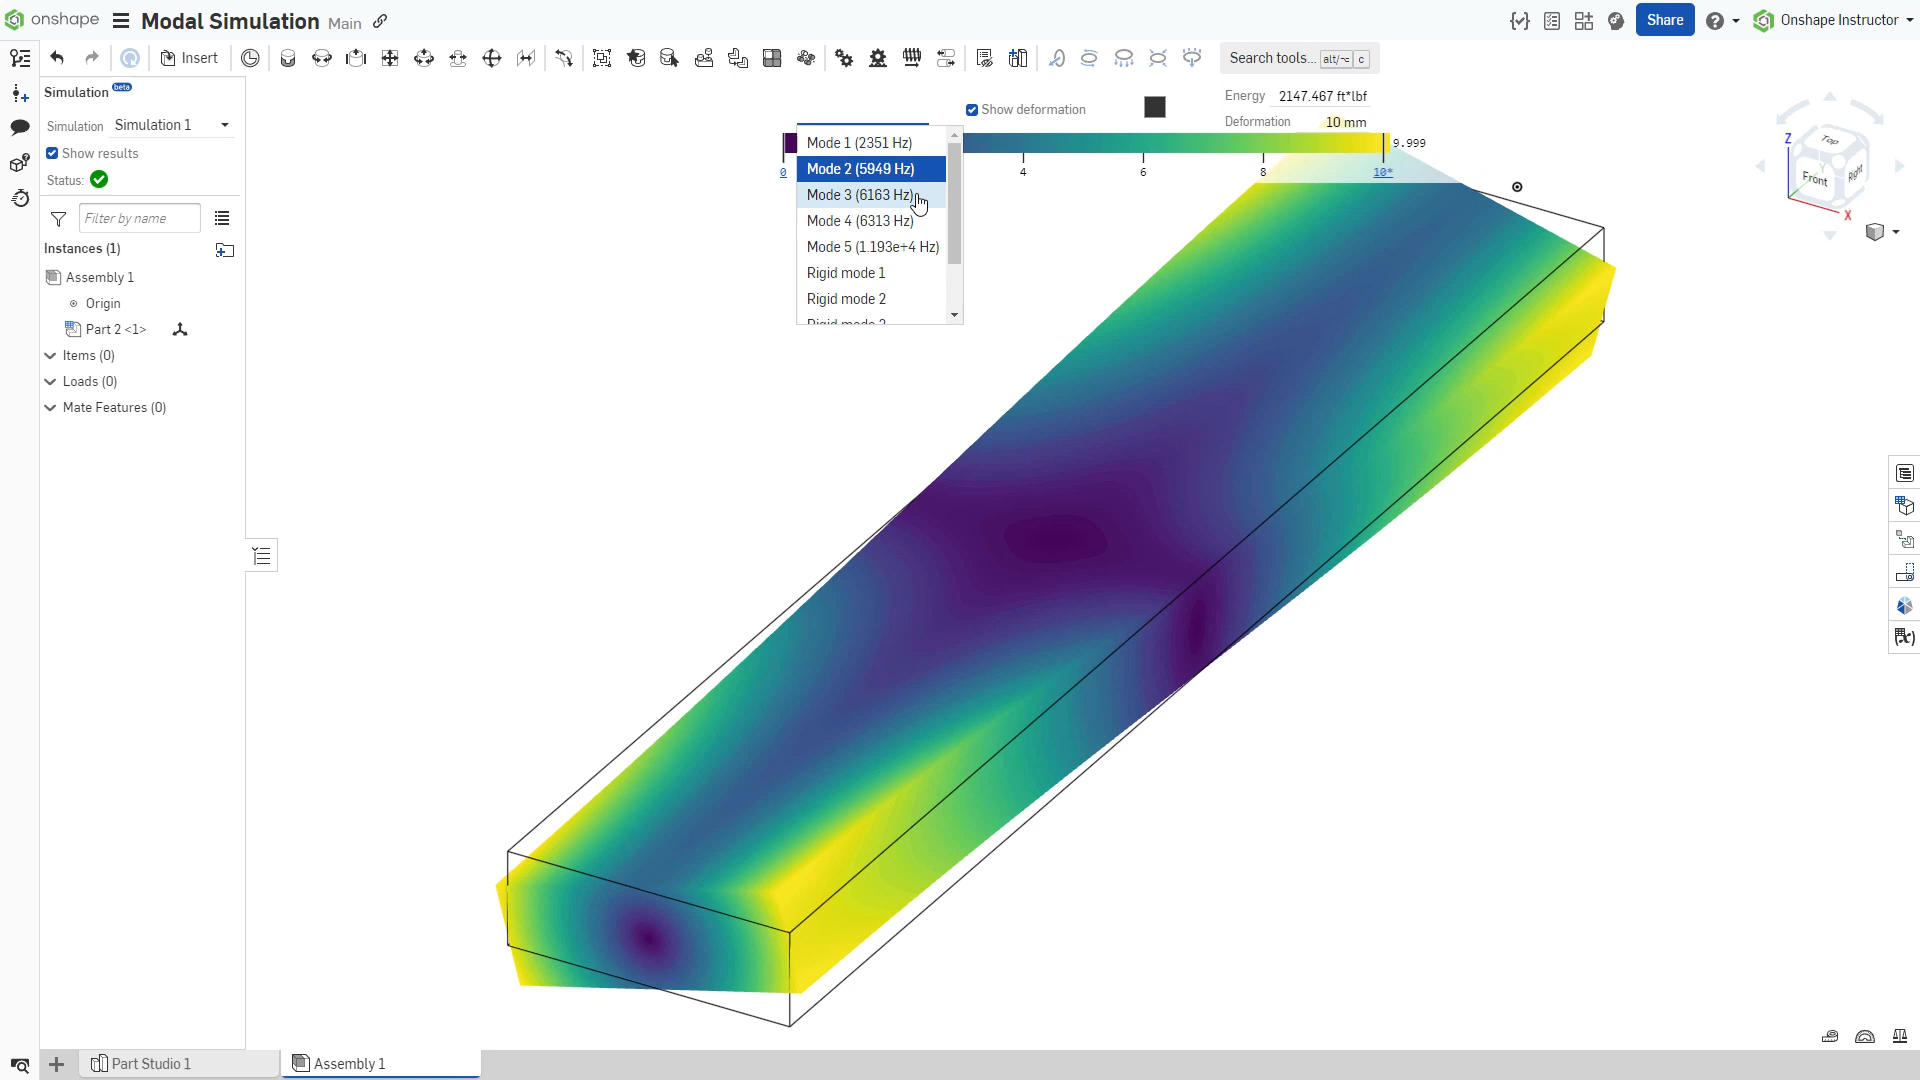 onshape
Modal Simulation Main
Share
Onshape Instructor
Insert
Search tools... alt/⌥ c
Simulation beta
Simulation Simulation 1
Show results
Status:
Filter by name
Instances (1)
Assembly 1
Origin
Part 2 <1>
Items (0)
Loads (0)
Mate Features (0)
Show deformation
Energy 2147.467 ft*lbf
Deformation 10 mm
9.999
0 4 6 8 10*
Mode 1 (2351 Hz)
Mode 2 (5949 Hz)
Mode 3 (6163 Hz)
Mode 4 (6313 Hz)
Mode 5 (1.193e+4 Hz)
Rigid mode 1
Rigid mode 2
Top
Front
Right
Z
Y
X
Part Studio 1
Assembly 1